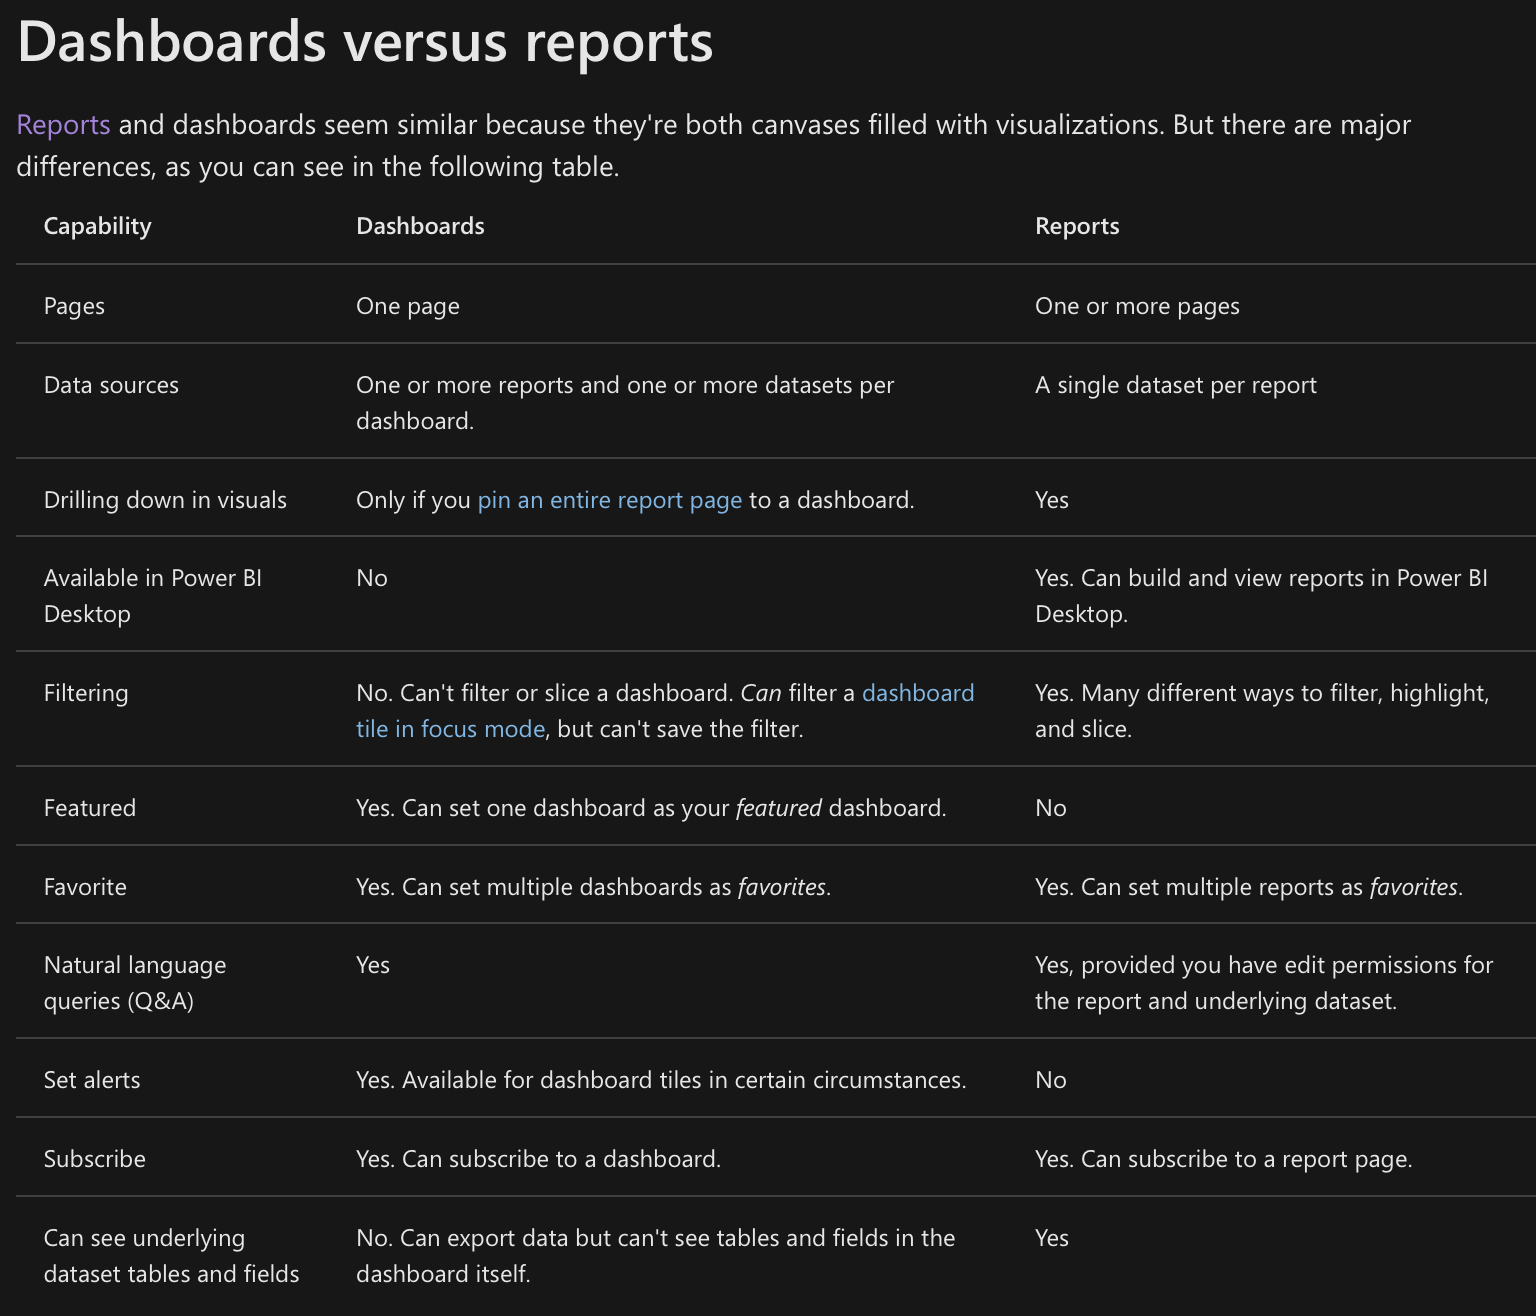 Dashboards versus reports
Reports and dashboards seem similar because they're both canvases filled with visualizations. But there are major
differences, as you can see in the following table.
Capability Dashboards Reports
Pages One page One or more pages
Data sources One or more reports and one or more datasets per A single dataset per report
dashboard.
Drilling down in visuals Only if you pin an entire report page to a dashboard. Yes
Available in Power BI No Yes. Can build and view reports in Power BI
Desktop Desktop.
Filtering No. Can't filter or slice a dashboard. Can filter a dashboard Yes. Many different ways to filter, highlight,
tile in focus mode, but can't save the filter. and slice.
Featured Yes. Can set one dashboard as your featured dashboard. No
Favorite Yes. Can set multiple dashboards as favorites. Yes. Can set multiple reports as favorites.
Natural language Yes Yes, provided you have edit permissions for
queries (Q&A) the report and underlying dataset.
Set alerts Yes. Available for dashboard tiles in certain circumstances. No
Subscribe Yes. Can subscribe to a dashboard. Yes. Can subscribe to a report page.
Can see underlying No. Can export data but can't see tables and fields in the Yes
dataset tables and fields dashboard itself.